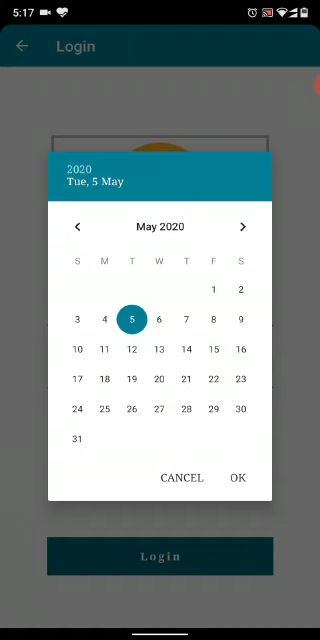 5:17
Login
2020
Tue, 5 May
May 2020
S M T W T F S
1 2
3 4 5 6 7 8 9
10 11 12 13 14 15 16
17 18 19 20 21 22 23
24 25 26 27 28 29 30
31
CANCEL OK
Login